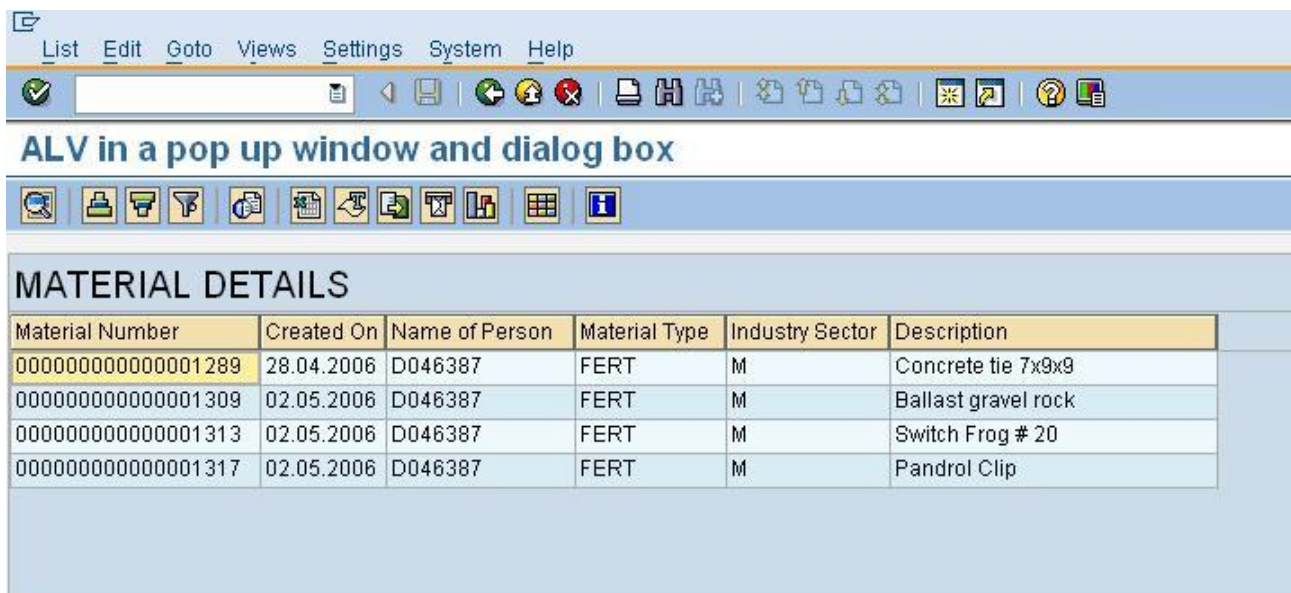 List Edit Goto Views Settings System Help
ALV in a pop up window and dialog box
MATERIAL DETAILS
Material Number Created On Name of Person Material Type Industry Sector Description
000000000000001289 28.04.2006 D046387 FERT M Concrete tie 7x9x9
000000000000001309 02.05.2006 D046387 FERT M Ballast gravel rock
000000000000001313 02.05.2006 D046387 FERT M Switch Frog # 20
000000000000001317 02.05.2006 D046387 FERT M Pandrol Clip